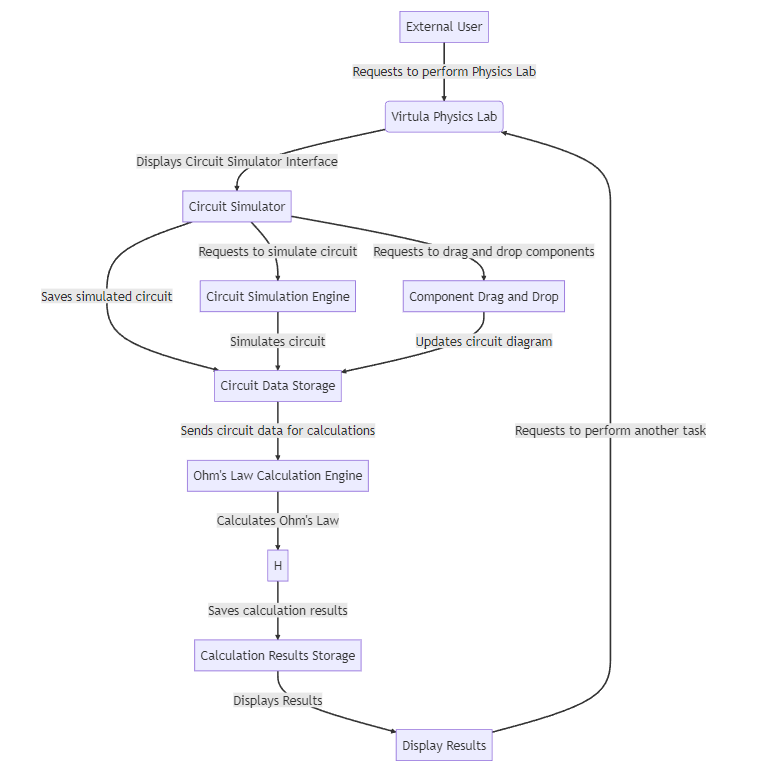 External User
Requests to perform Physics Lab
Virtula Physics Lab
Displays Circuit Simulator Interface
Circuit Simulator
Requests to simulate circuit
Requests to drag and drop components
Saves simulated circuit
Circuit Simulation Engine
Component Drag and Drop
Simulates circuit
Updates circuit diagram
Circuit Data Storage
Sends circuit data for calculations
Requests to perform another task
Ohm's Law Calculation Engine
Calculates Ohm's Law
H
Saves calculation results
Calculation Results Storage
Displays Results
Display Results